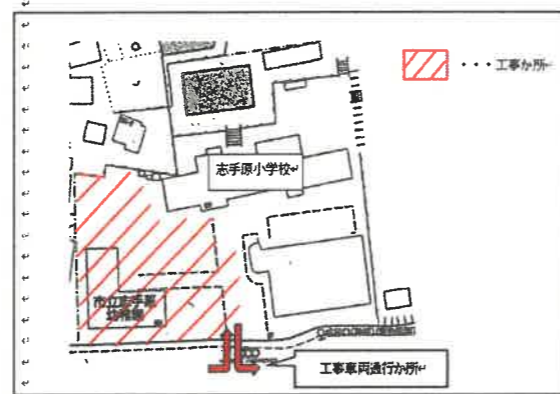 ・・・工事か所
志手原小学校
市立志手原
幼稚園
工事車両通行か所